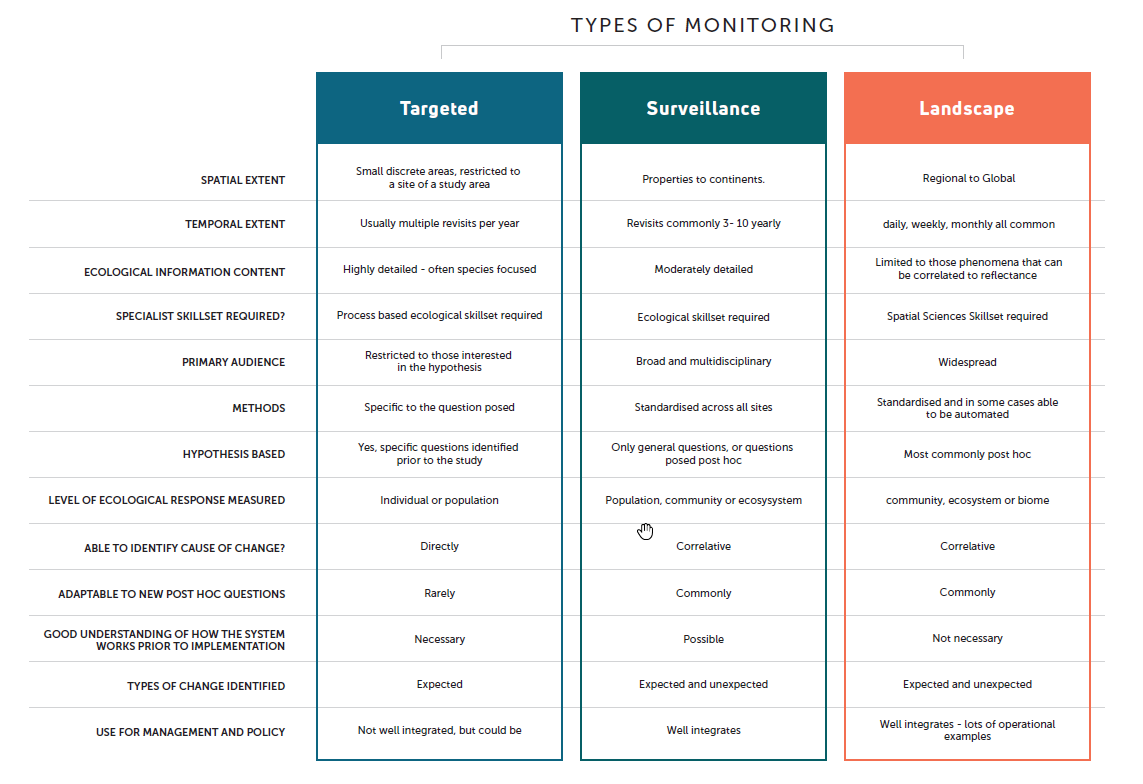 TYPES OF MONITORING
Targeted
Surveillance
Landscape
SPATIAL EXTENT
Small discrete areas, restricted to
a site of a study area
Properties to continents.
Regional to Global
TEMPORAL EXTENT
Usually multiple revisits per year
Revisits commonly 3- 10 yearly
daily, weekly, monthly all common
ECOLOGICAL INFORMATION CONTENT
Highly detailed - often species focused
Moderately detailed
Limited to those phenomena that can
be correlated to reflectance
SPECIALIST SKILLSET REQUIRED?
Process based ecological skillset required
Ecological skillset required
Spatial Sciences Skillset required
PRIMARY AUDIENCE
Restricted to those interested
in the hypothesis
Broad and multidisciplinary
Widespread
METHODS
Specific to the question posed
Standardised across all sites
Standardised and in some cases able
to be automated
HYPOTHESIS BASED
Yes, specific questions identified
prior to the study
Only general questions, or questions
posed post hoc
Most commonly post hoc
LEVEL OF ECOLOGICAL RESPONSE MEASURED
Individual or population
Population, community or ecosysystem
community, ecosystem or biome
ABLE TO IDENTIFY CAUSE OF CHANGE?
Directly
Correlative
Correlative
ADAPTABLE TO NEW POST HOC QUESTIONS
Rarely
Commonly
Commonly
GOOD UNDERSTANDING OF HOW THE SYSTEM
WORKS PRIOR TO IMPLEMENTATION
Necessary
Possible
Not necessary
TYPES OF CHANGE IDENTIFIED
Expected
Expected and unexpected
Expected and unexpected
USE FOR MANAGEMENT AND POLICY
Not well integrated, but could be
Well integrates
Well integrates - lots of operational
examples